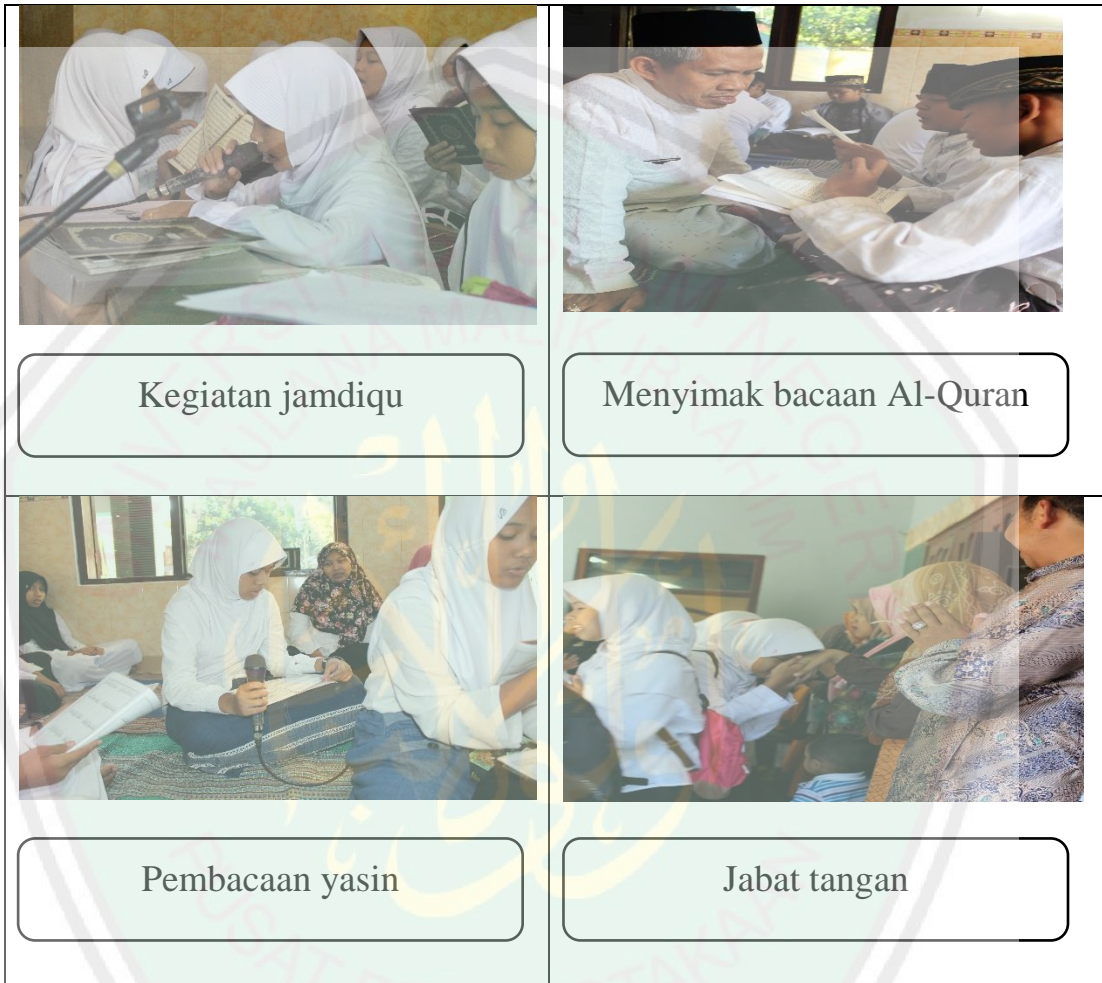 Kegiatan jamdiqu
Menyimak bacaan Al-Quran
Pembacaan yasin
Jabat tangan